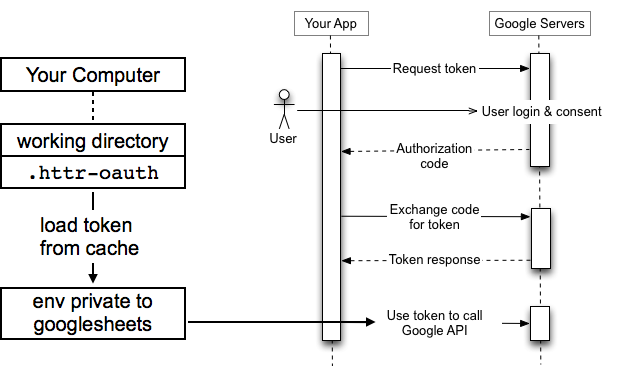 Your Computer
working directory
.httr-oauth
load token
from cache
env private to
googlesheets
Your App
Google Servers
Request token
User login & consent
User
Authorization
code
Exchange code
for token
Token response
Use token to call
Google API